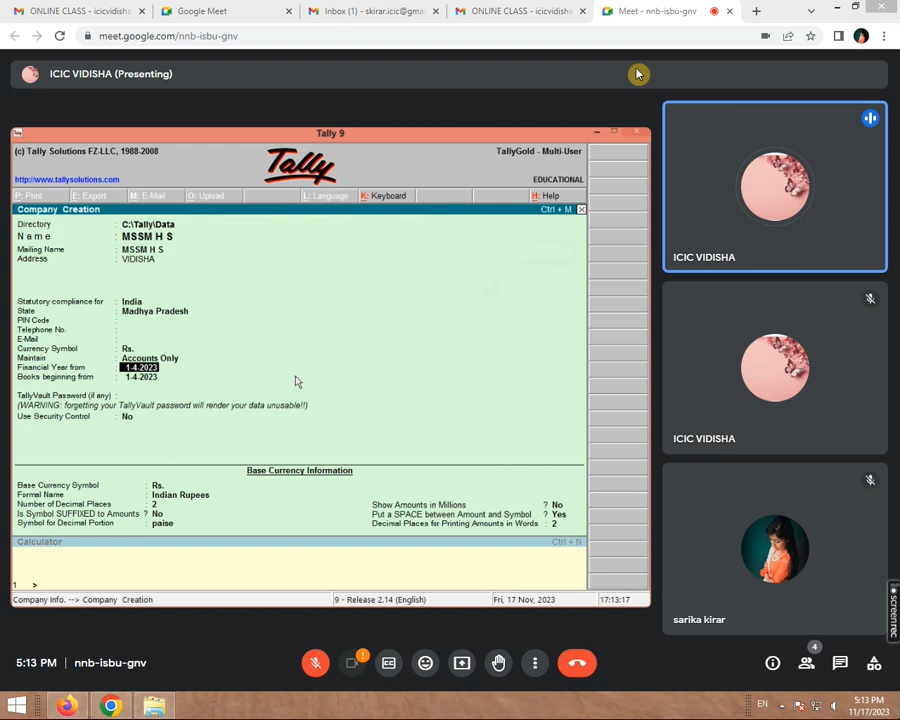 ONLINE CLASS - icicvidish
Google Meet
Inbox (1) - skirar.icic@gma
ONLINE CLASS - icicvidish
Meet - nnb-isbu-gnv
meet.google.com/nnb-isbu-gnv
ICIC VIDISHA (Presenting)
Tally 9
(c) Tally Solutions FZ-LLC, 1988-2008
TallyGold - Multi-User
Tally
http://www.tallysolutions.com
EDUCATIONAL
P: Print
E: Export
M: E-Mail
O: Upload
L: Language
K: Keyboard
H: Help
Company Creation
Ctrl + M
Directory : C:\Tally\Data
Name : MSSM H S
Mailing Name : MSSM H S
Address : VIDISHA
Statutory compliance for : India
State : Madhya Pradesh
PIN Code :
Telephone No. :
E-Mail :
Currency Symbol : Rs.
Maintain : Accounts Only
Financial Year from : 1-4-2023
Books beginning from : 1-4-2023
TallyVault Password (if any) :
(WARNING: forgetting your TallyVault password will render your data unusable!!)
Use Security Control : No
Base Currency Information
Base Currency Symbol : Rs.
Formal Name : Indian Rupees
Number of Decimal Places : 2
Is Symbol SUFFIXED to Amounts ? No
Symbol for Decimal Portion : paise
Show Amounts in Millions ? No
Put a SPACE between Amount and Symbol ? Yes
Decimal Places for Printing Amounts in Words : 2
Calculator
Ctrl + N
1 >
Company Info. --> Company Creation
9 - Release 2.14 (English)
Fri, 17 Nov, 2023
17:13:17
ICIC VIDISHA
ICIC VIDISHA
sarika kirar
screenrec
5:13 PM | nnb-isbu-gnv
4
EN
5:13 PM
11/17/2023